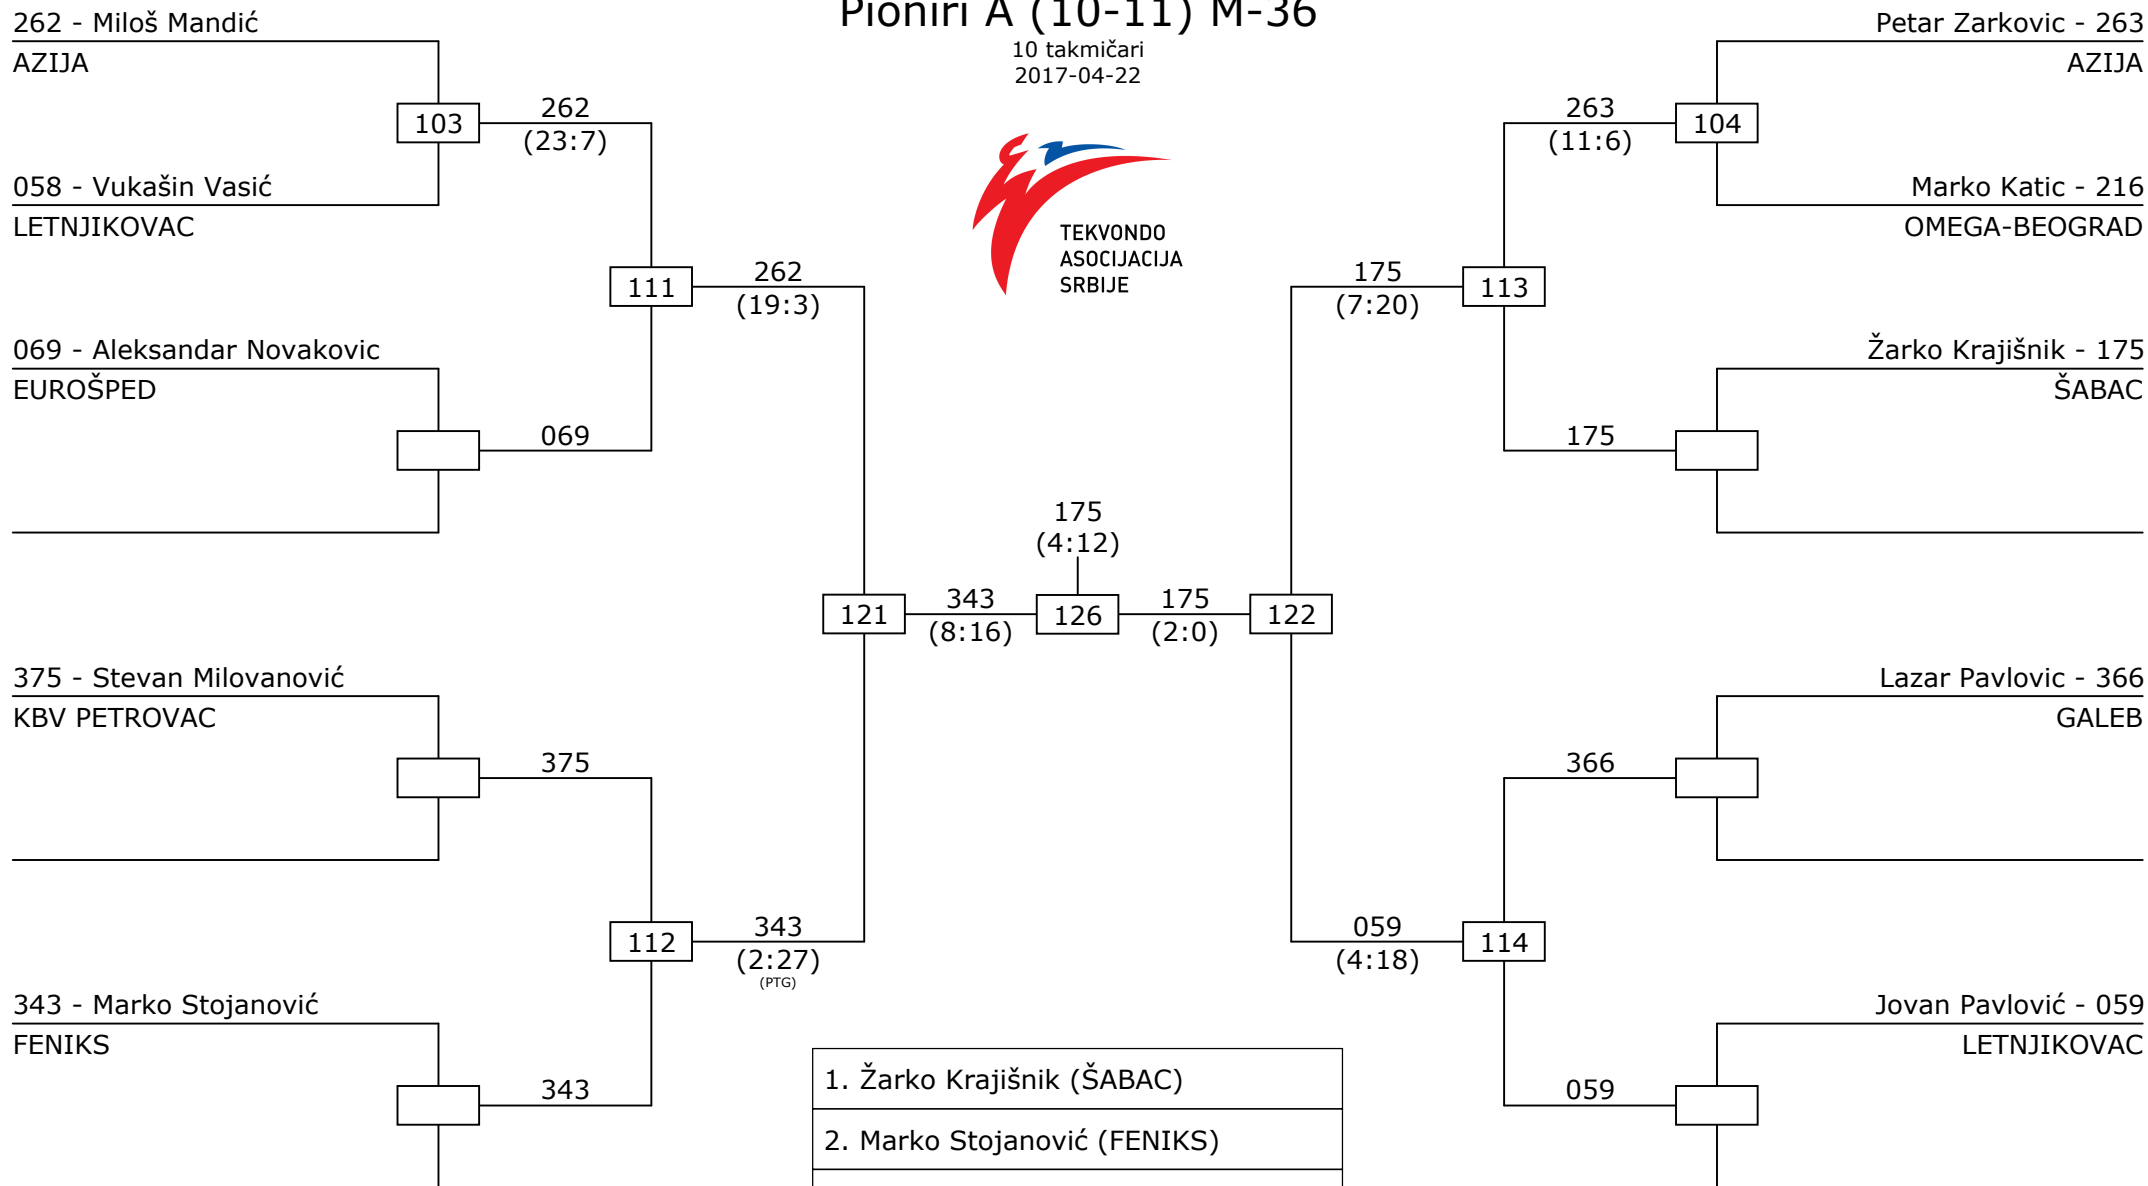 Pioniri A (10-11) M-36
10 takmičari
2017-04-22
TEKVONDO
ASOCIJACIJA
SRBIJE
262 - Miloš Mandić
AZIJA
103
262
(23:7)
058 - Vukašin Vasić
LETNJIKOVAC
111
262
(19:3)
069 - Aleksandar Novakovic
EUROŠPED
069
375 - Stevan Milovanović
KBV PETROVAC
375
112
343
(2:27)
(PTG)
343 - Marko Stojanović
FENIKS
343
121
343
(8:16)
175
(4:12)
126
175
(2:0)
122
Petar Zarkovic - 263
AZIJA
263
(11:6)
104
Marko Katic - 216
OMEGA-BEOGRAD
175
(7:20)
113
Žarko Krajišnik - 175
ŠABAC
175
Lazar Pavlovic - 366
GALEB
366
059
(4:18)
114
Jovan Pavlović - 059
LETNJIKOVAC
059
1. Žarko Krajišnik (ŠABAC)
2. Marko Stojanović (FENIKS)